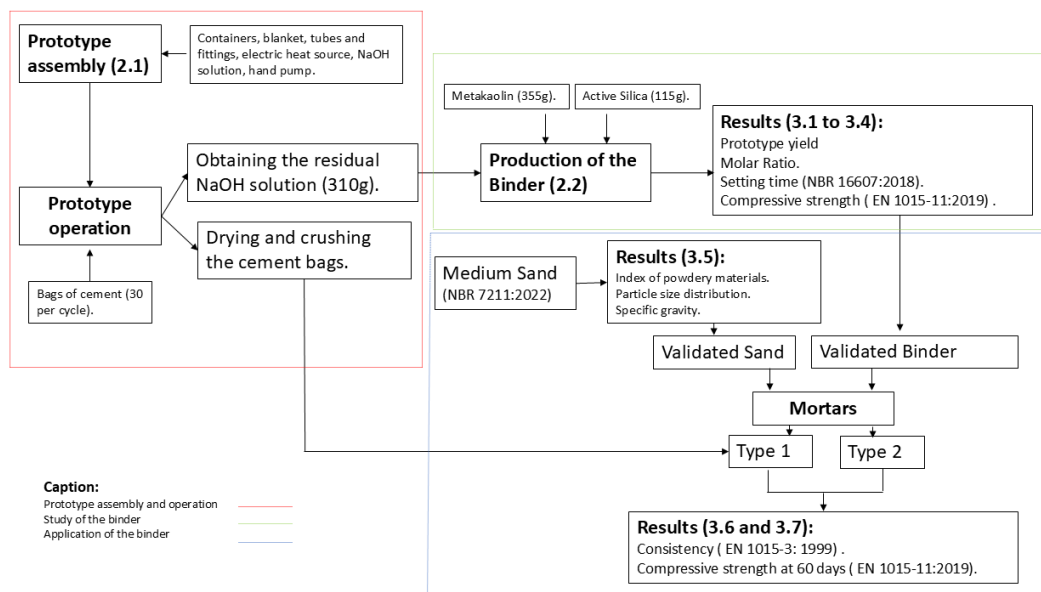 Prototype
assembly (2.1)
Containers, blanket, tubes and
fittings, electric heat source, NaOH
solution, hand pump.
Prototype
operation
Bags of cement (30
per cycle).
Obtaining the residual
NaOH solution (310g).
Drying and crushing
the cement bags.
Metakaolin (355g).
Active Silica (115g).
Production of the
Binder (2.2)
Results (3.1 to 3.4):
Prototype yield
Molar Ratio.
Setting time (NBR 16607:2018).
Compressive strength ( EN 1015-11:2019) .
Medium Sand
(NBR 7211:2022)
Results (3.5):
Index of powdery materials.
Particle size distribution.
Specific gravity.
Validated Sand
Validated Binder
Mortars
Type 1
Type 2
Results (3.6 and 3.7):
Consistency ( EN 1015-3: 1999) .
Compressive strength at 60 days ( EN 1015-11:2019).
Caption:
Prototype assembly and operation
Study of the binder
Application of the binder